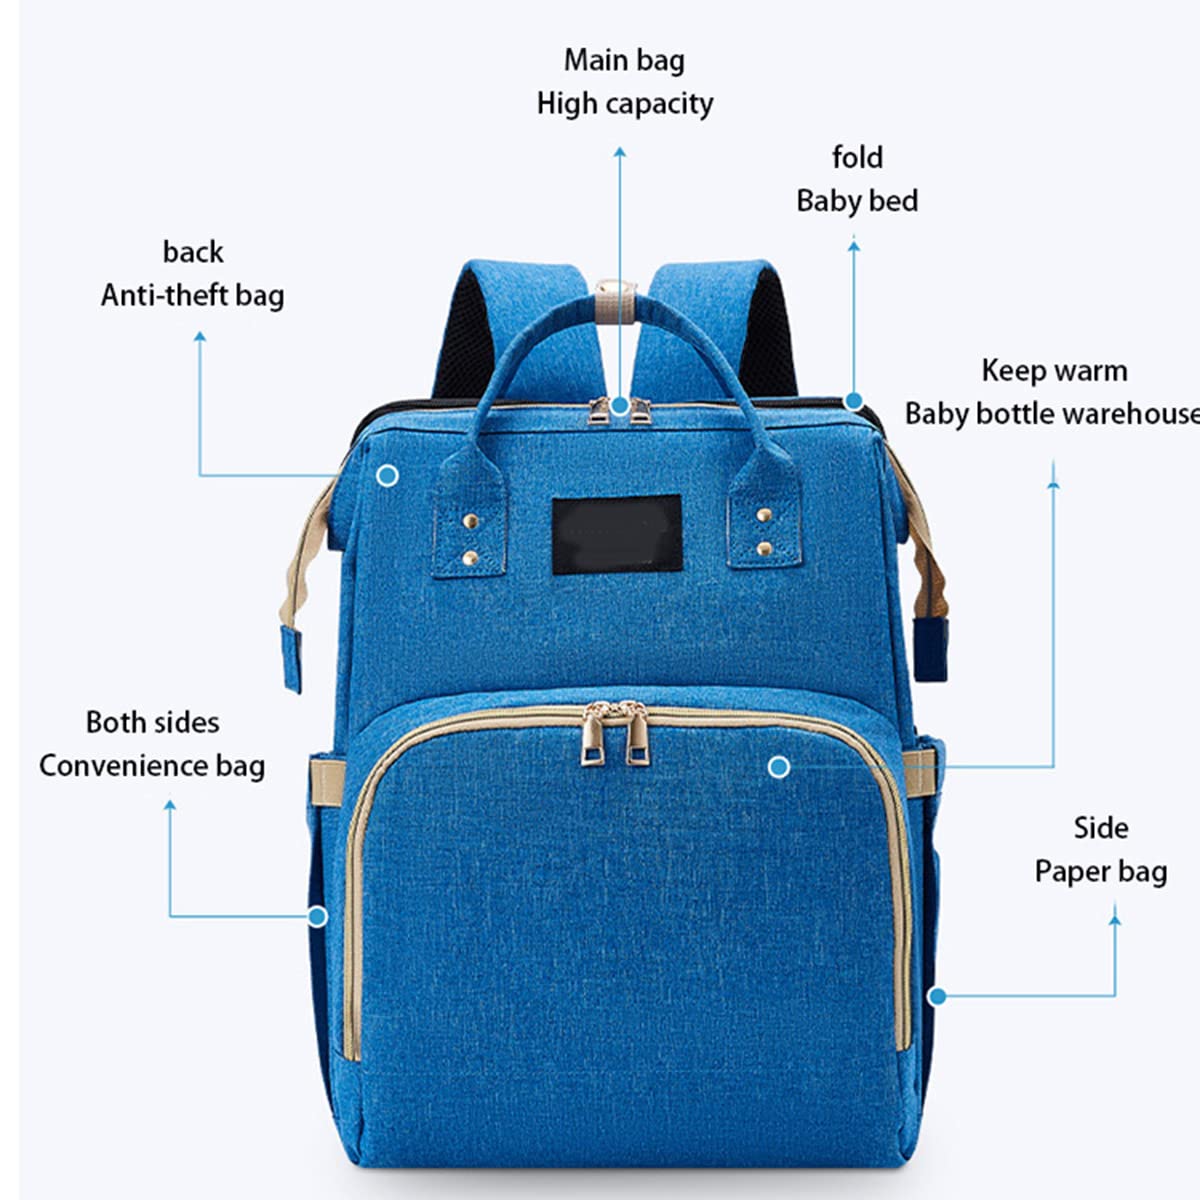 Main bag
High capacity
fold
Baby bed
back
Anti-theft bag
Keep warm
Baby bottle warehouse
Both sides
Convenience bag
Side
Paper bag